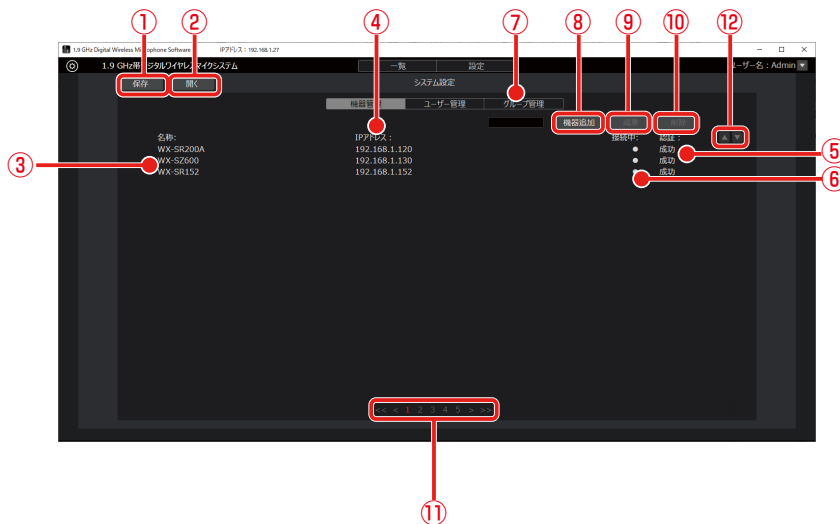 ① ② ④ ⑦ ⑧ ⑨ ⑩ ⑫
1.9 GHz Digital Wireless Microphone Software IPアドレス：192.168.1.27
1.9 GHz帯デジタルワイヤレスマイクシステム 一覧 設定 ユーザー名：Admin
保存 開く システム設定
機器管理 ユーザー管理 グループ管理
機器追加 編集 削除
名称: IPアドレス： 接続中: 認証：
③ WX-SR200A 192.168.1.120 ● 成功 ▲ ▼ ⑤
WX-SZ600 192.168.1.130 ● 成功
WX-SR152 192.168.1.152 ● 成功 ⑥
<< < 1 2 3 4 5 > >>
⑪